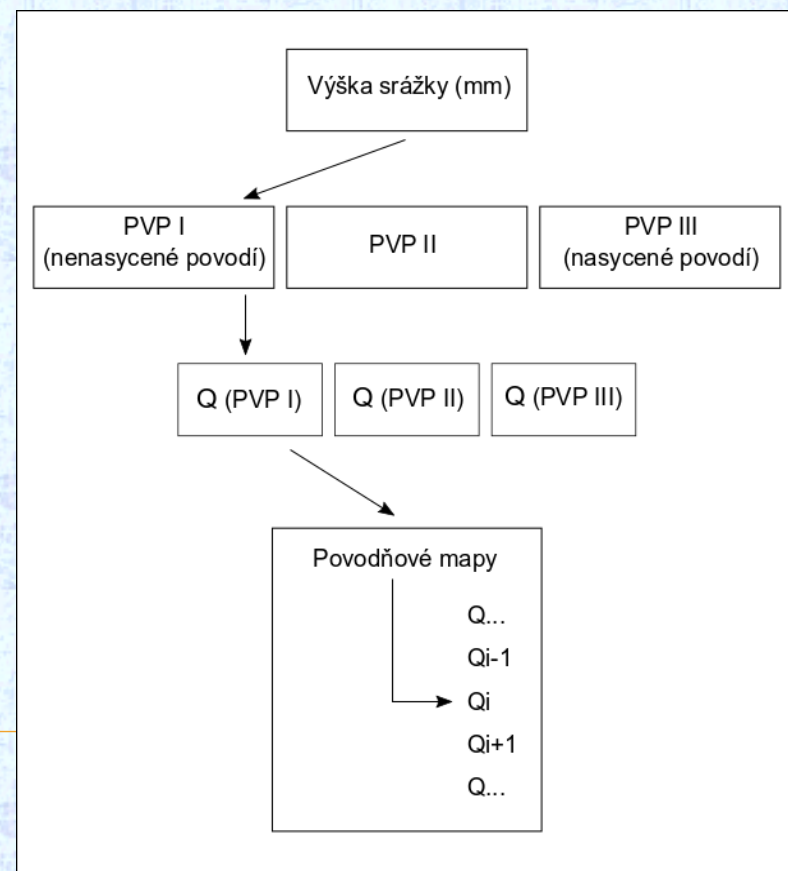 Výška srážky (mm)
PVP I
(nenasycené povodí)
PVP II
PVP III
(nasycené povodí)
Q (PVP I)
Q (PVP II)
Q (PVP III)
Povodňové mapy
Q...
Qi-1
Qi
Qi+1
Q...